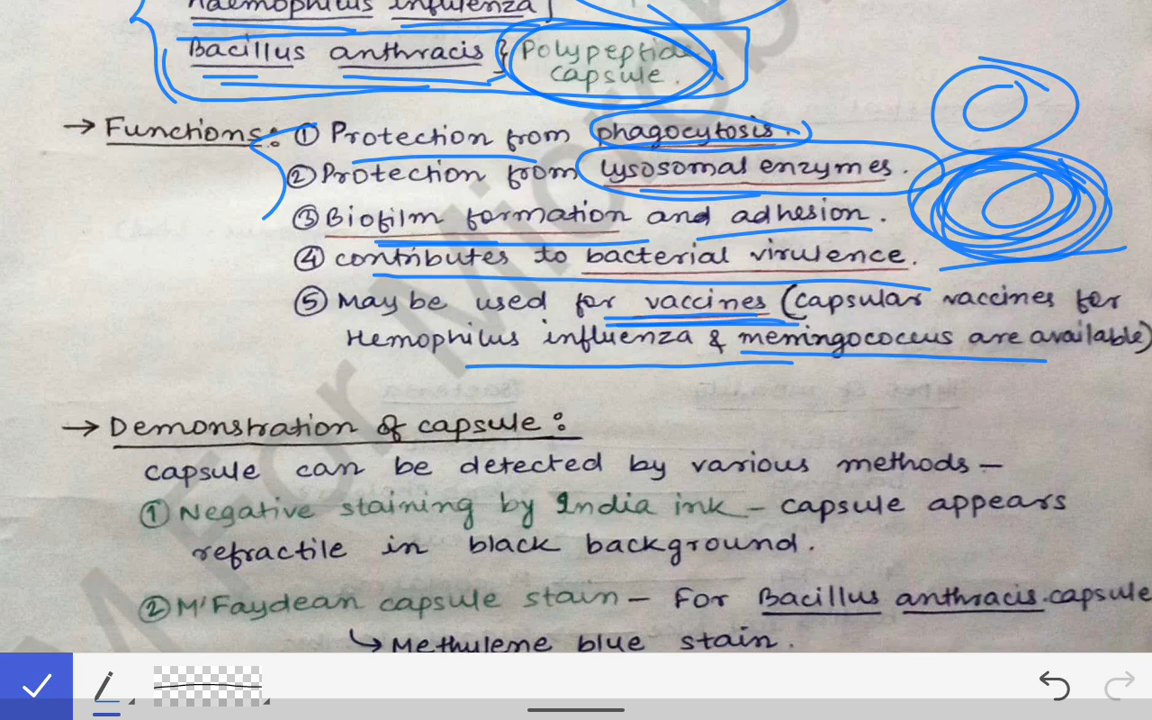 Haemophilus influenza
Bacillus anthracis } Polypeptide capsule.
→ Functions: ① Protection from phagocytosis.
② Protection from lysosomal enzymes.
③ Biofilm formation and adhesion.
④ contributes to bacterial virulence.
⑤ May be used for vaccines (capsular vaccines for
Hemophilus influenza & meningococcus are available)
→ Demonstration of capsule:
capsule can be detected by various methods —
① Negative staining by India ink — capsule appears
refractile in black background.
② M'Faydean capsule stain — For Bacillus anthracis capsule
↳ Methylene blue stain.
M For Microb